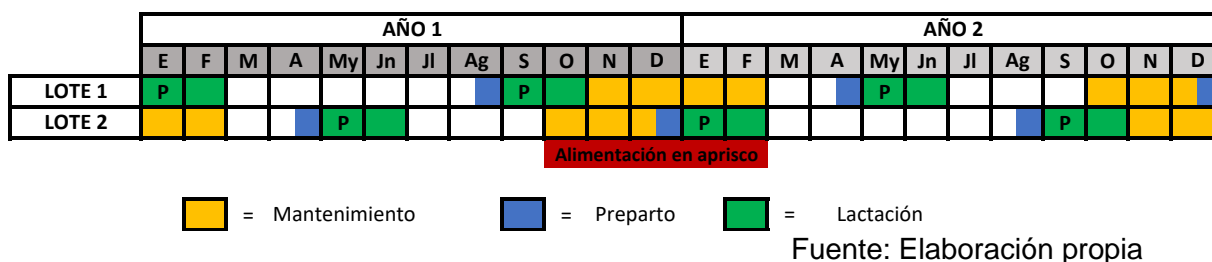 AÑO 1 AÑO 2
E F M A My Jn Jl Ag S O N D E F M A My Jn Jl Ag S O N D
LOTE 1 P P P
LOTE 2 P P P
Alimentación en aprisco
= Mantenimiento = Preparto = Lactación
Fuente: Elaboración propia